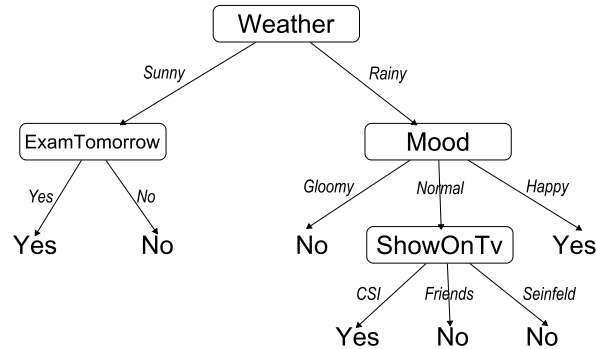 Weather
Sunny
Rainy
ExamTomorrow
Mood
Yes
No
Gloomy
Normal
Happy
Yes
No
No
ShowOnTv
Yes
CSI
Friends
Seinfeld
Yes
No
No